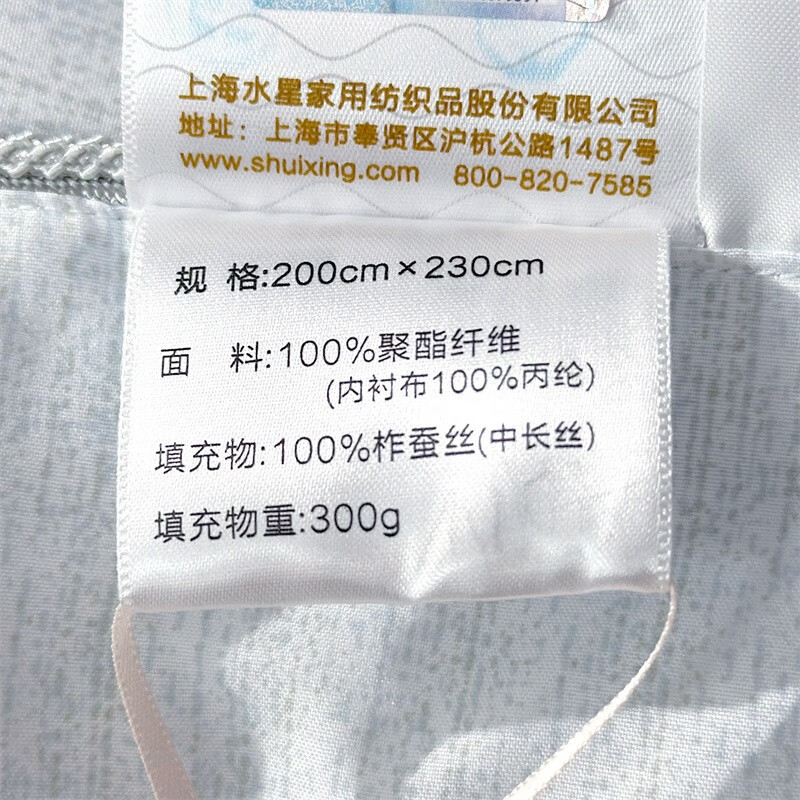 上海水星家用纺织品股份有限公司
地址：上海市奉贤区沪杭公路1487号
www.shuixing.com 800-820-7585
规 格:200cm×230cm
面 料:100%聚酯纤维
(内衬布100%丙纶)
填充物:100%柞蚕丝(中长丝)
填充物重:300g